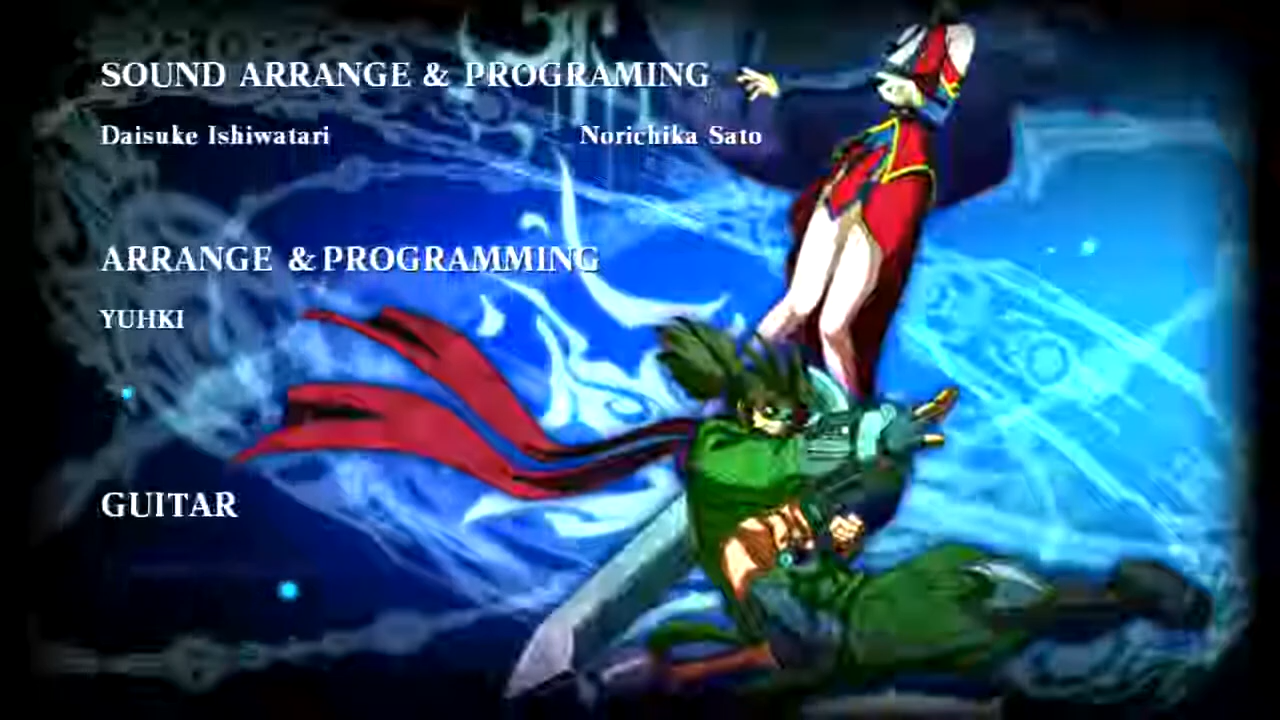 SOUND ARRANGE & PROGRAMING
Daisuke Ishiwatari Norichika Sato
ARRANGE & PROGRAMMING
YUHKI
GUITAR